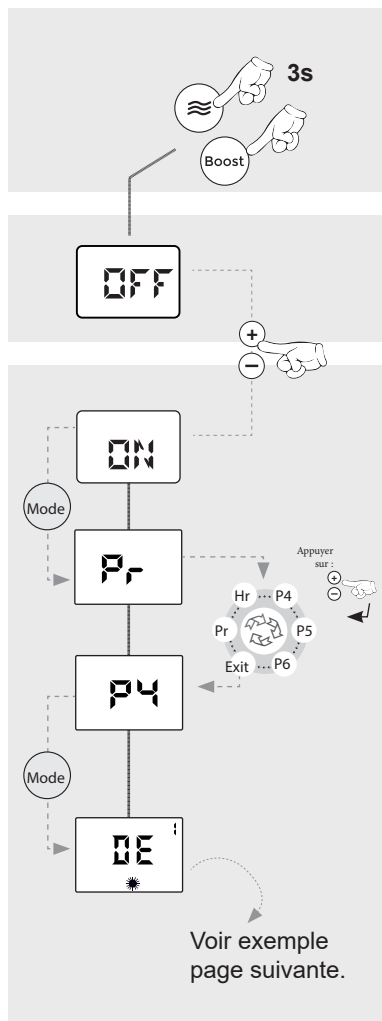 3s
Boost
OFF
+
−
ON
Mode
Pr
Appuyer
sur :
+
−
Hr
P4
Pr
P5
Exit
P6
P4
Mode
DE
1
Voir exemple
page suivante.